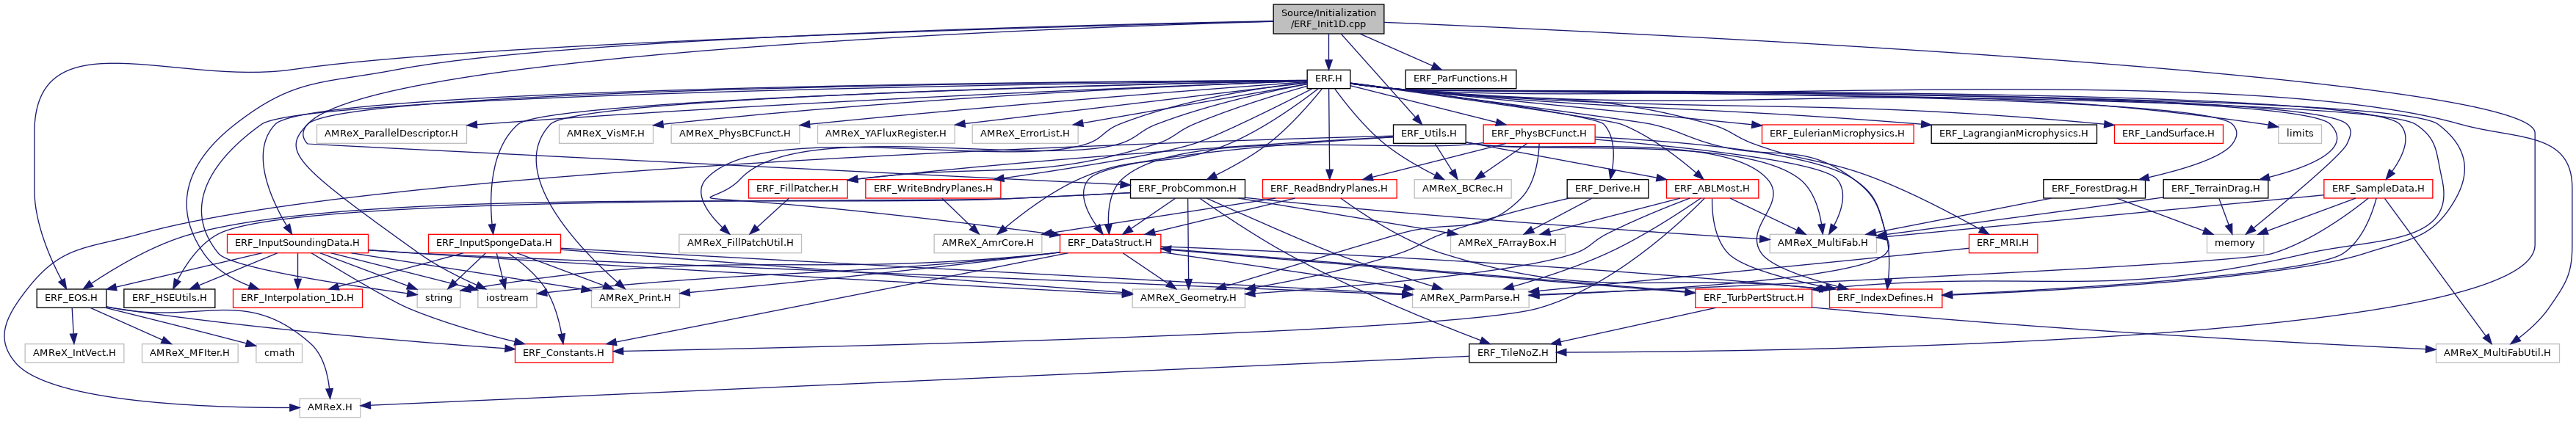 Source/Initialization
/ERF_Init1D.cpp
ERF.H
ERF_ParFunctions.H
AMReX_ParallelDescriptor.H
AMReX_VisMF.H
AMReX_PhysBCFunct.H
AMReX_YAFluxRegister.H
AMReX_ErrorList.H
ERF_Utils.H
ERF_PhysBCFunct.H
ERF_EulerianMicrophysics.H
ERF_LagrangianMicrophysics.H
ERF_LandSurface.H
limits
ERF_FillPatcher.H
ERF_WriteBndryPlanes.H
ERF_ProbCommon.H
ERF_ReadBndryPlanes.H
AMReX_BCRec.H
ERF_Derive.H
ERF_ABLMost.H
ERF_ForestDrag.H
ERF_TerrainDrag.H
ERF_SampleData.H
ERF_InputSoundingData.H
ERF_InputSpongeData.H
AMReX_FillPatchUtil.H
AMReX_AmrCore.H
ERF_DataStruct.H
AMReX_FArrayBox.H
AMReX_MultiFab.H
ERF_MRI.H
memory
ERF_EOS.H
ERF_HSEUtils.H
ERF_Interpolation_1D.H
string
iostream
AMReX_Print.H
AMReX_Geometry.H
AMReX_ParmParse.H
ERF_TurbPertStruct.H
ERF_IndexDefines.H
AMReX_IntVect.H
AMReX_MFIter.H
cmath
ERF_Constants.H
ERF_TileNoZ.H
AMReX_MultiFabUtil.H
AMReX.H